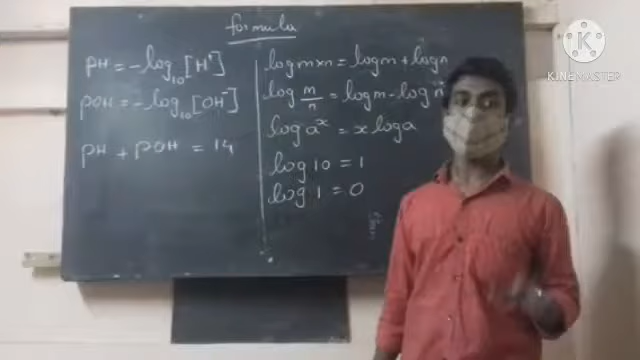 formula
PH = -log₁₀[H⁺]
POH = -log₁₀[OH⁻]
PH + POH = 14
log m×n = log m + log n
log m/n = log m - log n
log aˣ = x log a
log 10 = 1
log 1 = 0
KINEMASTER